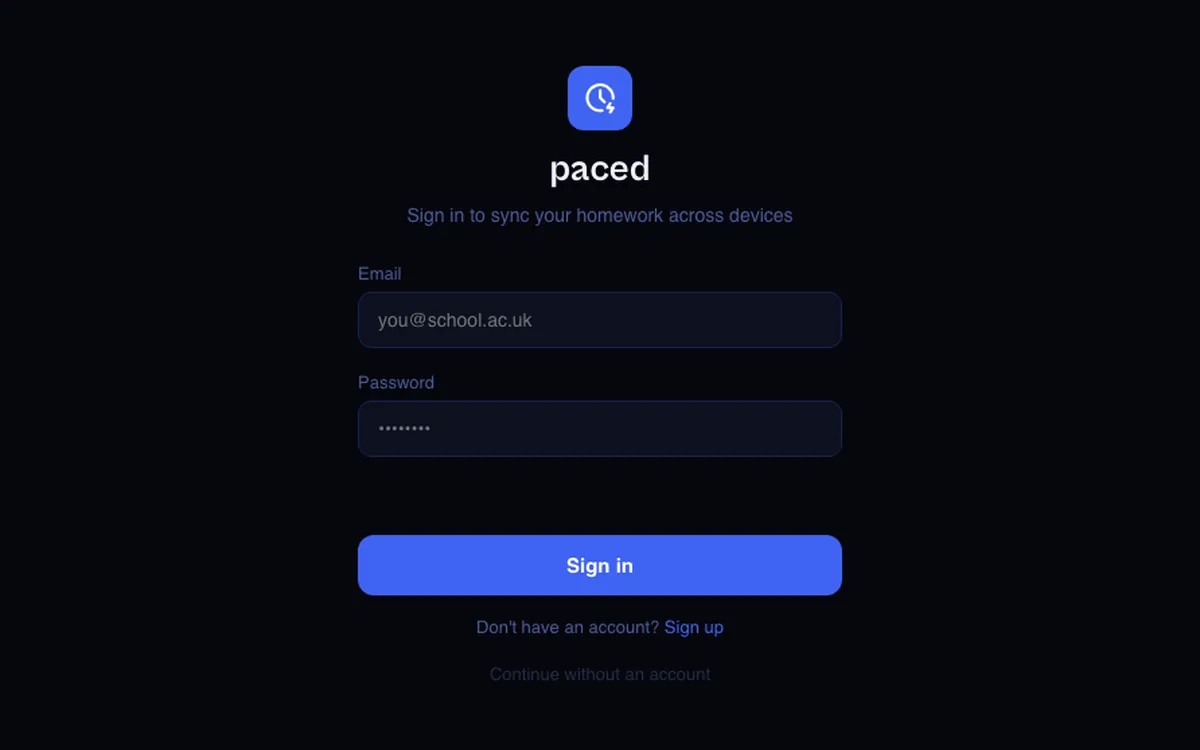 paced
Sign in to sync your homework across devices
Email
you@school.ac.uk
Password
••••••••
Sign in
Don't have an account? Sign up
Continue without an account